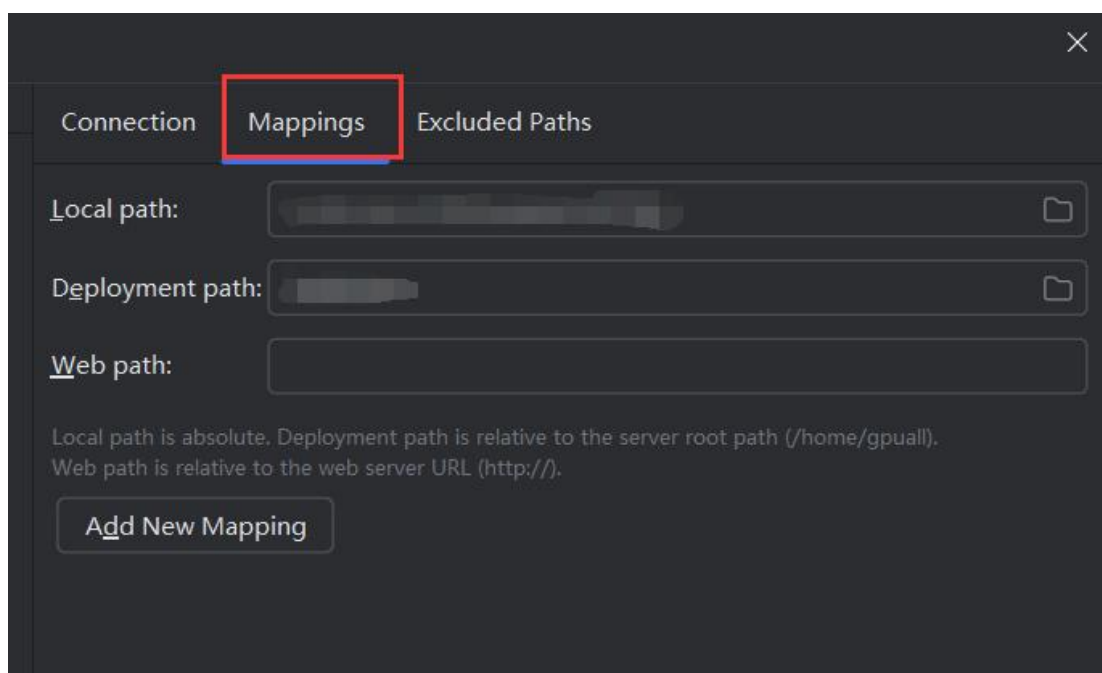 Connection Mappings Excluded Paths
Local path:
Deployment path:
Web path:
Local path is absolute. Deployment path is relative to the server root path (/home/gpuall).
Web path is relative to the web server URL (http://).
Add New Mapping